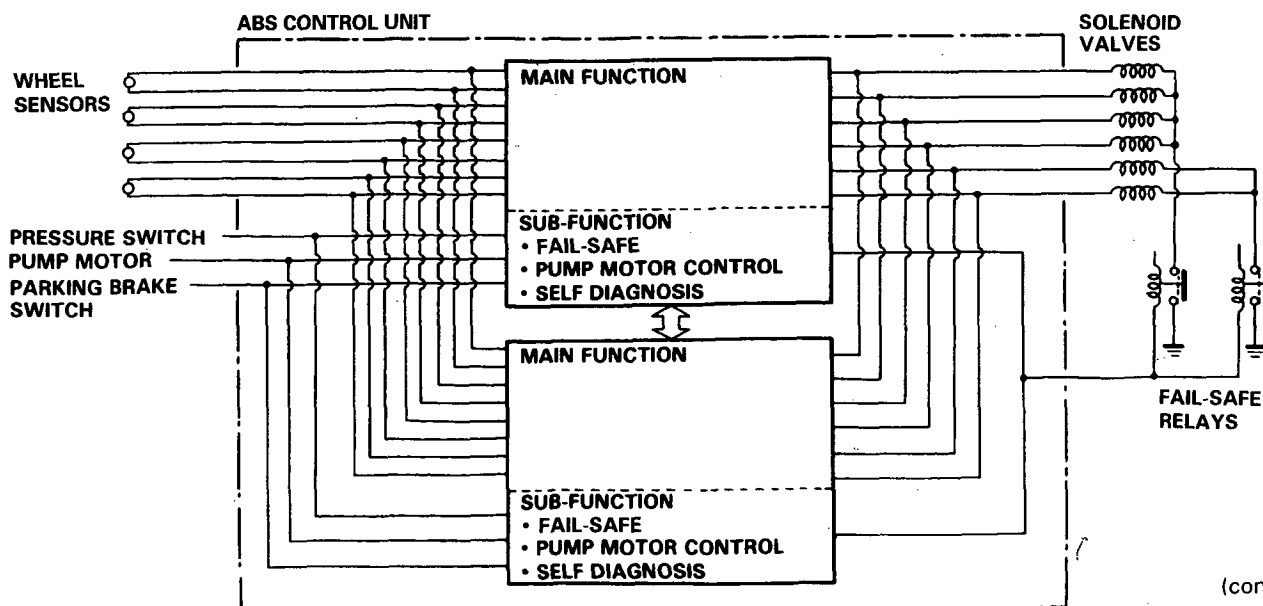 ABS CONTROL UNIT
SOLENOID
VALVES
WHEEL
SENSORS
MAIN FUNCTION
SUB-FUNCTION
• FAIL-SAFE
• PUMP MOTOR CONTROL
• SELF DIAGNOSIS
PRESSURE SWITCH
PUMP MOTOR
PARKING BRAKE
SWITCH
MAIN FUNCTION
SUB-FUNCTION
• FAIL-SAFE
• PUMP MOTOR CONTROL
• SELF DIAGNOSIS
FAIL-SAFE
RELAYS
(con